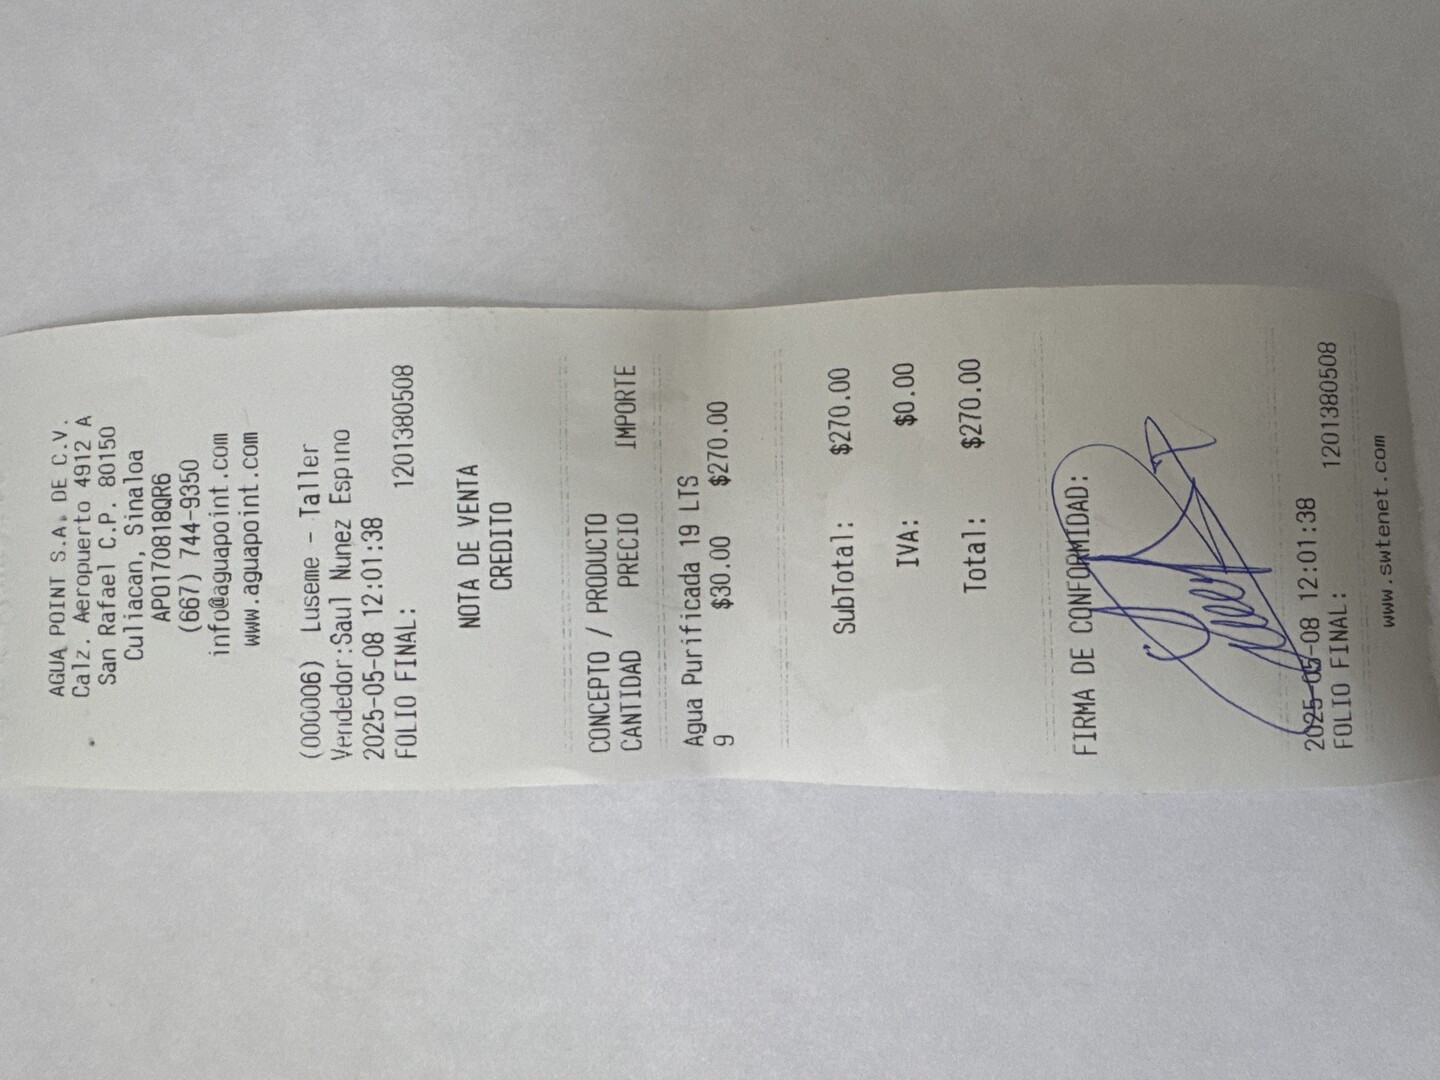 AGUA POINT S.A. DE C.V.
Calz. Aeropuerto 4912 A
San Rafael C.P. 80150
Culiacan, Sinaloa
APO170818QR6
(667) 744-9350
info@aguapoint.com
www.aguapoint.com
(000006) Luseme - Taller
Vendedor:Saul Nunez Espino
2025-05-08 12:01:38
FOLIO FINAL: 1201380508
NOTA DE VENTA
CREDITO
CONCEPTO / PRODUCTO
CANTIDAD PRECIO IMPORTE
Agua Purificada 19 LTS
9 $30.00 $270.00
SubTotal: $270.00
IVA: $0.00
Total: $270.00
FIRMA DE CONFORMIDAD:
2025-05-08 12:01:38
FOLIO FINAL: 1201380508
www.swtenet.com